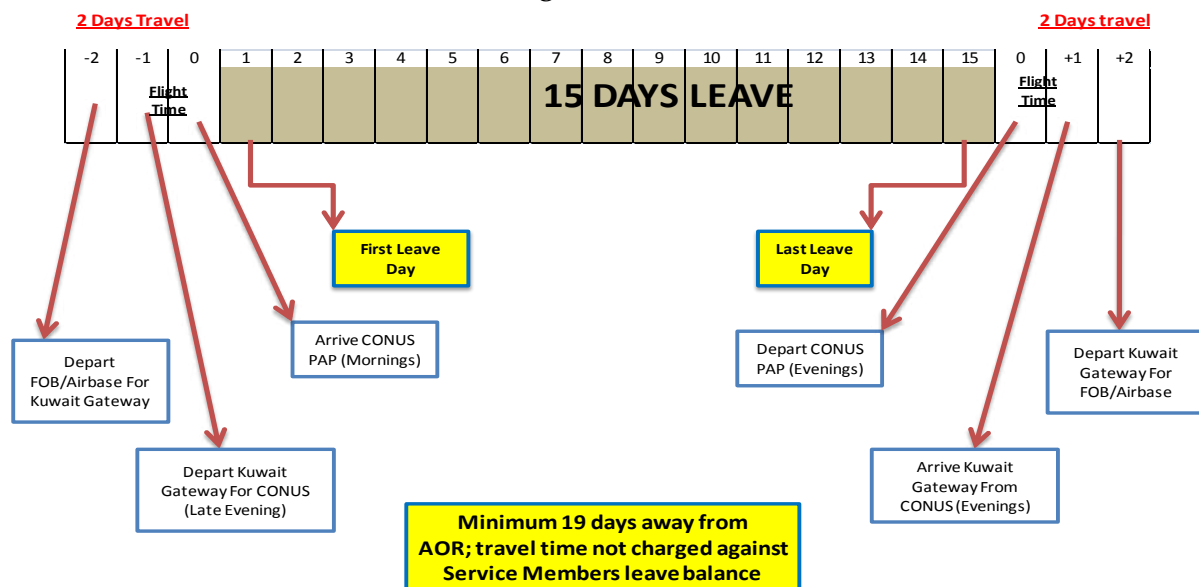 2 Days Travel
2 Days travel
-2 -1 0 1 2 3 4 5 6 7 8 9 10 11 12 13 14 15 0 +1 +2
Flight
Time
15 DAYS LEAVE
Flight
Time
First Leave
Day
Last Leave
Day
Arrive CONUS
PAP (Mornings)
Depart CONUS
PAP (Evenings)
Depart
FOB/Airbase For
Kuwait Gateway
Depart Kuwait
Gateway For
FOB/Airbase
Depart Kuwait
Gateway For CONUS
(Late Evening)
Arrive Kuwait
Gateway From
CONUS (Evenings)
Minimum 19 days away from
AOR; travel time not charged against
Service Members leave balance